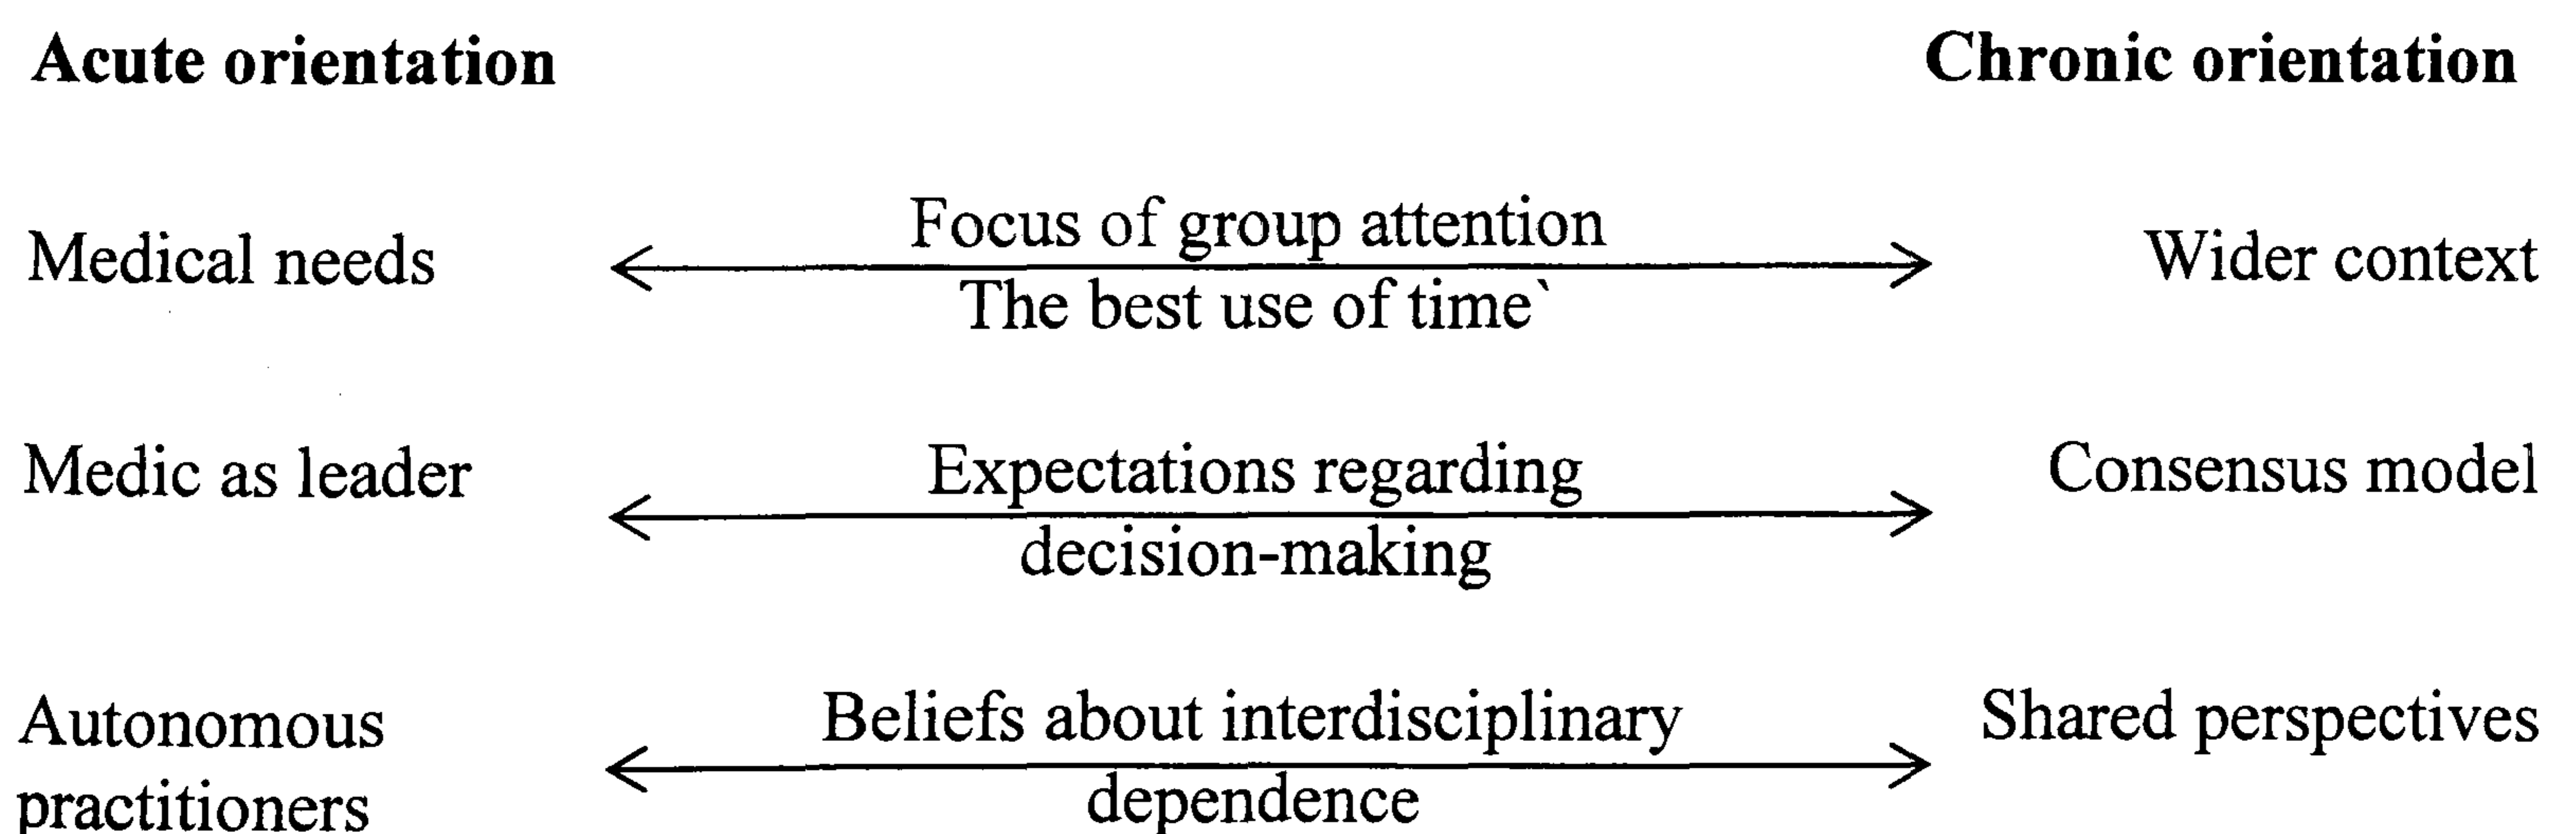 Acute orientation Chronic orientation
Focus of group attention
Medical needs Wider context
The best use of time`
Medic as leader Expectations regarding Consensus model
decision-making
Autonomous Beliefs about interdisciplinary Shared perspectives
practitioners dependence